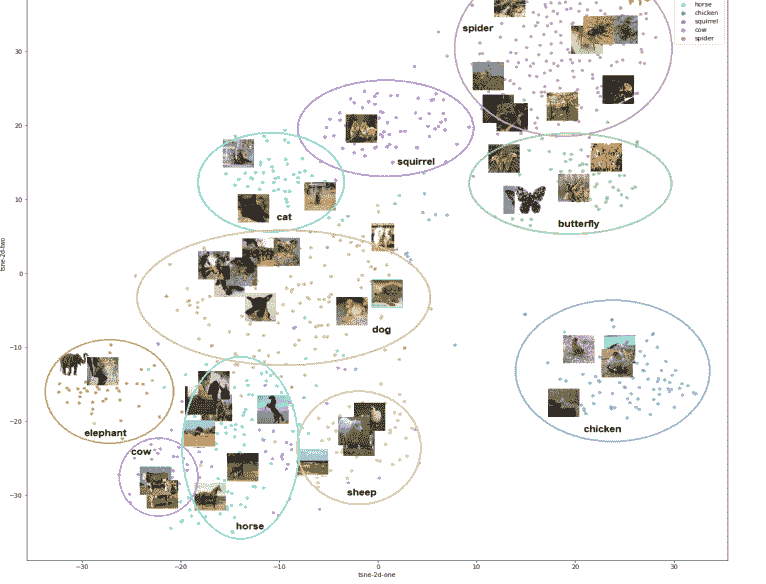 horse
chicken
squirrel
cow
spider
spider
30
squirrel
20
cat
butterfly
10
tsne-2d-two
0
dog
−10
elephant
chicken
−20
cow
sheep
−30
horse
−30
−20
−10
0
10
20
30
tsne-2d-one